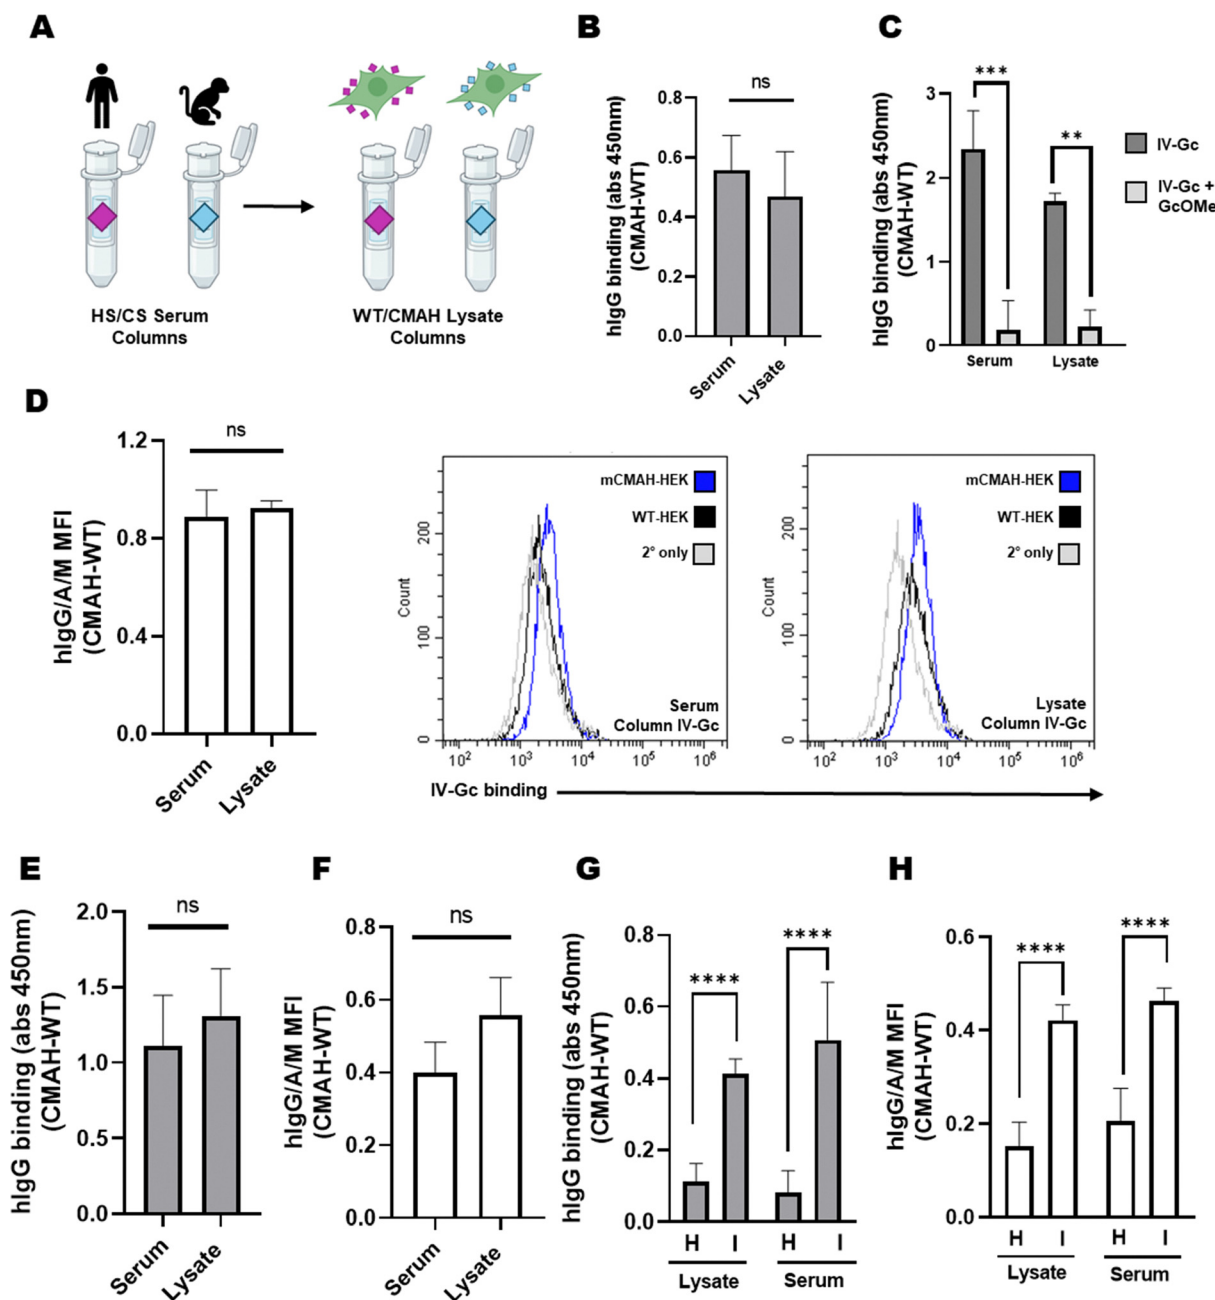 A
HS/CS Serum
Columns
WT/CMAH Lysate
Columns
B
hIgG binding (abs 450nm)
(CMAH-WT)
0.8
0.6
0.4
0.2
0.0
ns
Serum
Lysate
C
hIgG binding (abs 450nm)
(CMAH-WT)
3
2
1
0
***
**
Serum
Lysate
IV-Gc
IV-Gc +
GcOMe
D
hIgG/A/M MFI
(CMAH-WT)
1.2
0.8
0.4
0.0
ns
Serum
Lysate
Count
200
100
0
mCMAH-HEK
WT-HEK
2° only
Serum
Column IV-Gc
10² 10³ 10⁴ 10⁵ 10⁶
Count
200
100
0
mCMAH-HEK
WT-HEK
2° only
Lysate
Column IV-Gc
10² 10³ 10⁴ 10⁵ 10⁶
IV-Gc binding
E
hIgG binding (abs 450nm)
(CMAH-WT)
2.0
1.5
1.0
0.5
0.0
ns
Serum
Lysate
F
hIgG/A/M MFI
(CMAH-WT)
0.8
0.6
0.4
0.2
0.0
ns
Serum
Lysate
G
hIgG binding (abs 450nm)
(CMAH-WT)
0.8
0.6
0.4
0.2
0.0
****
****
H I H I
Lysate Serum
H
hIgG/A/M MFI
(CMAH-WT)
0.6
0.4
0.2
0.0
****
****
H I H I
Lysate Serum